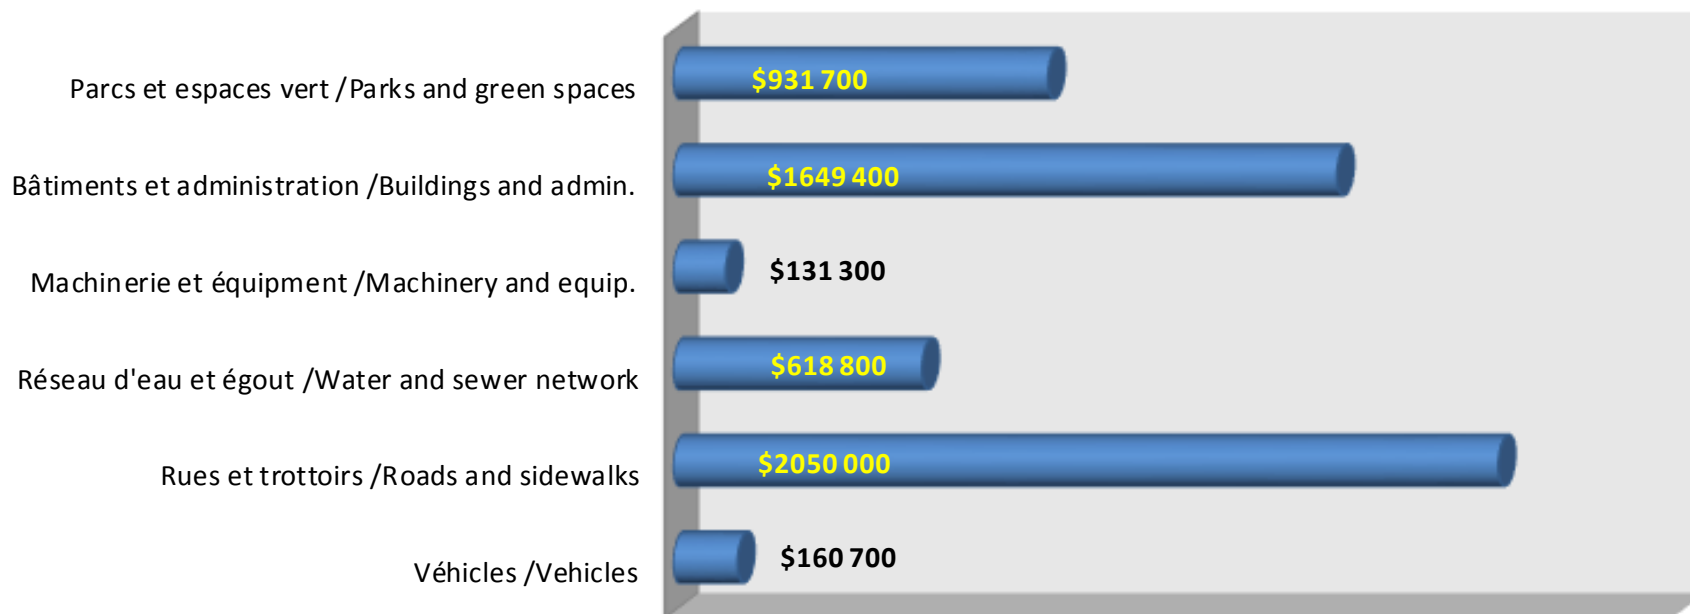 Parcs et espaces vert /Parks and green spaces $931 700
Bâtiments et administration /Buildings and admin. $1649 400
Machinerie et équipment /Machinery and equip. $131 300
Réseau d'eau et égout /Water and sewer network $618 800
Rues et trottoirs /Roads and sidewalks $2050 000
Véhicles /Vehicles $160 700